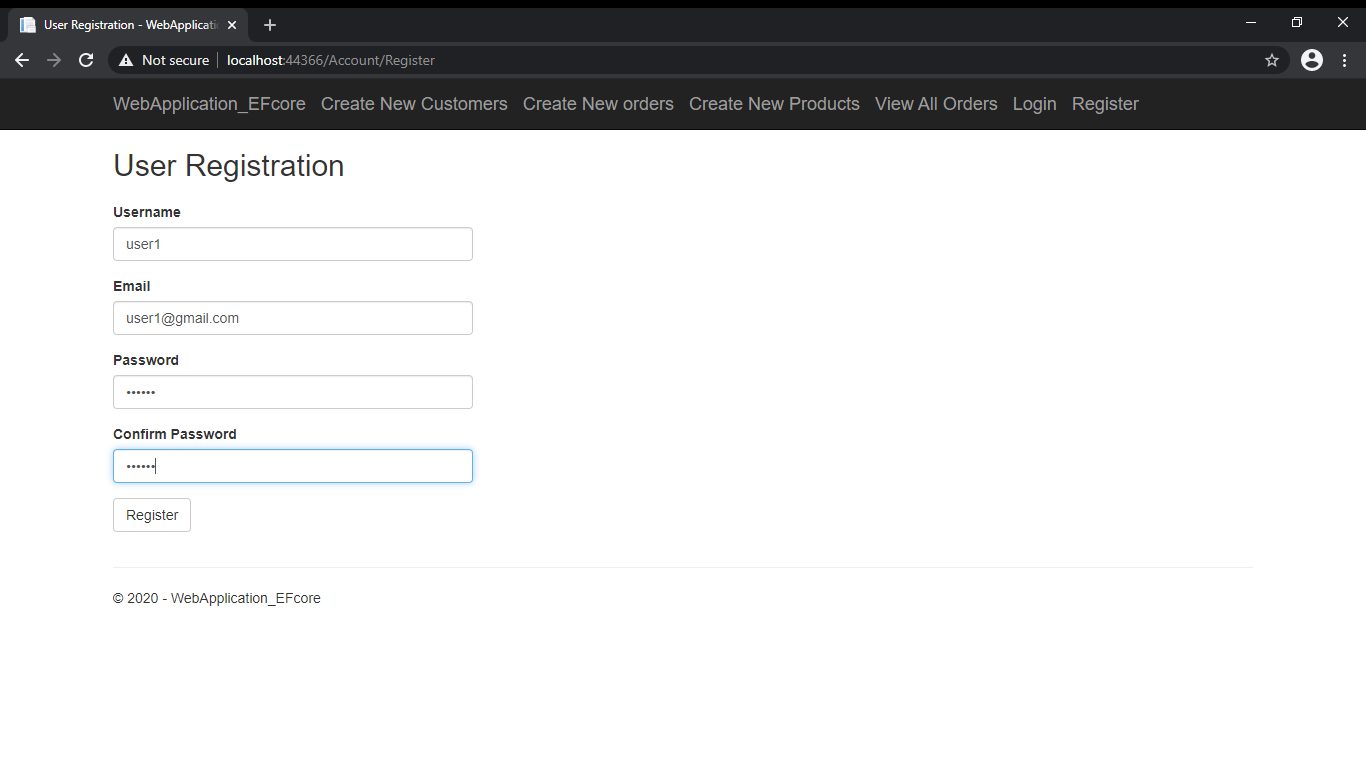 User Registration - WebApplicati
Not secure | localhost:44366/Account/Register
WebApplication_EFcore Create New Customers Create New orders Create New Products View All Orders Login Register
User Registration
Username
user1
Email
user1@gmail.com
Password
••••••
Confirm Password
••••••
Register
© 2020 - WebApplication_EFcore